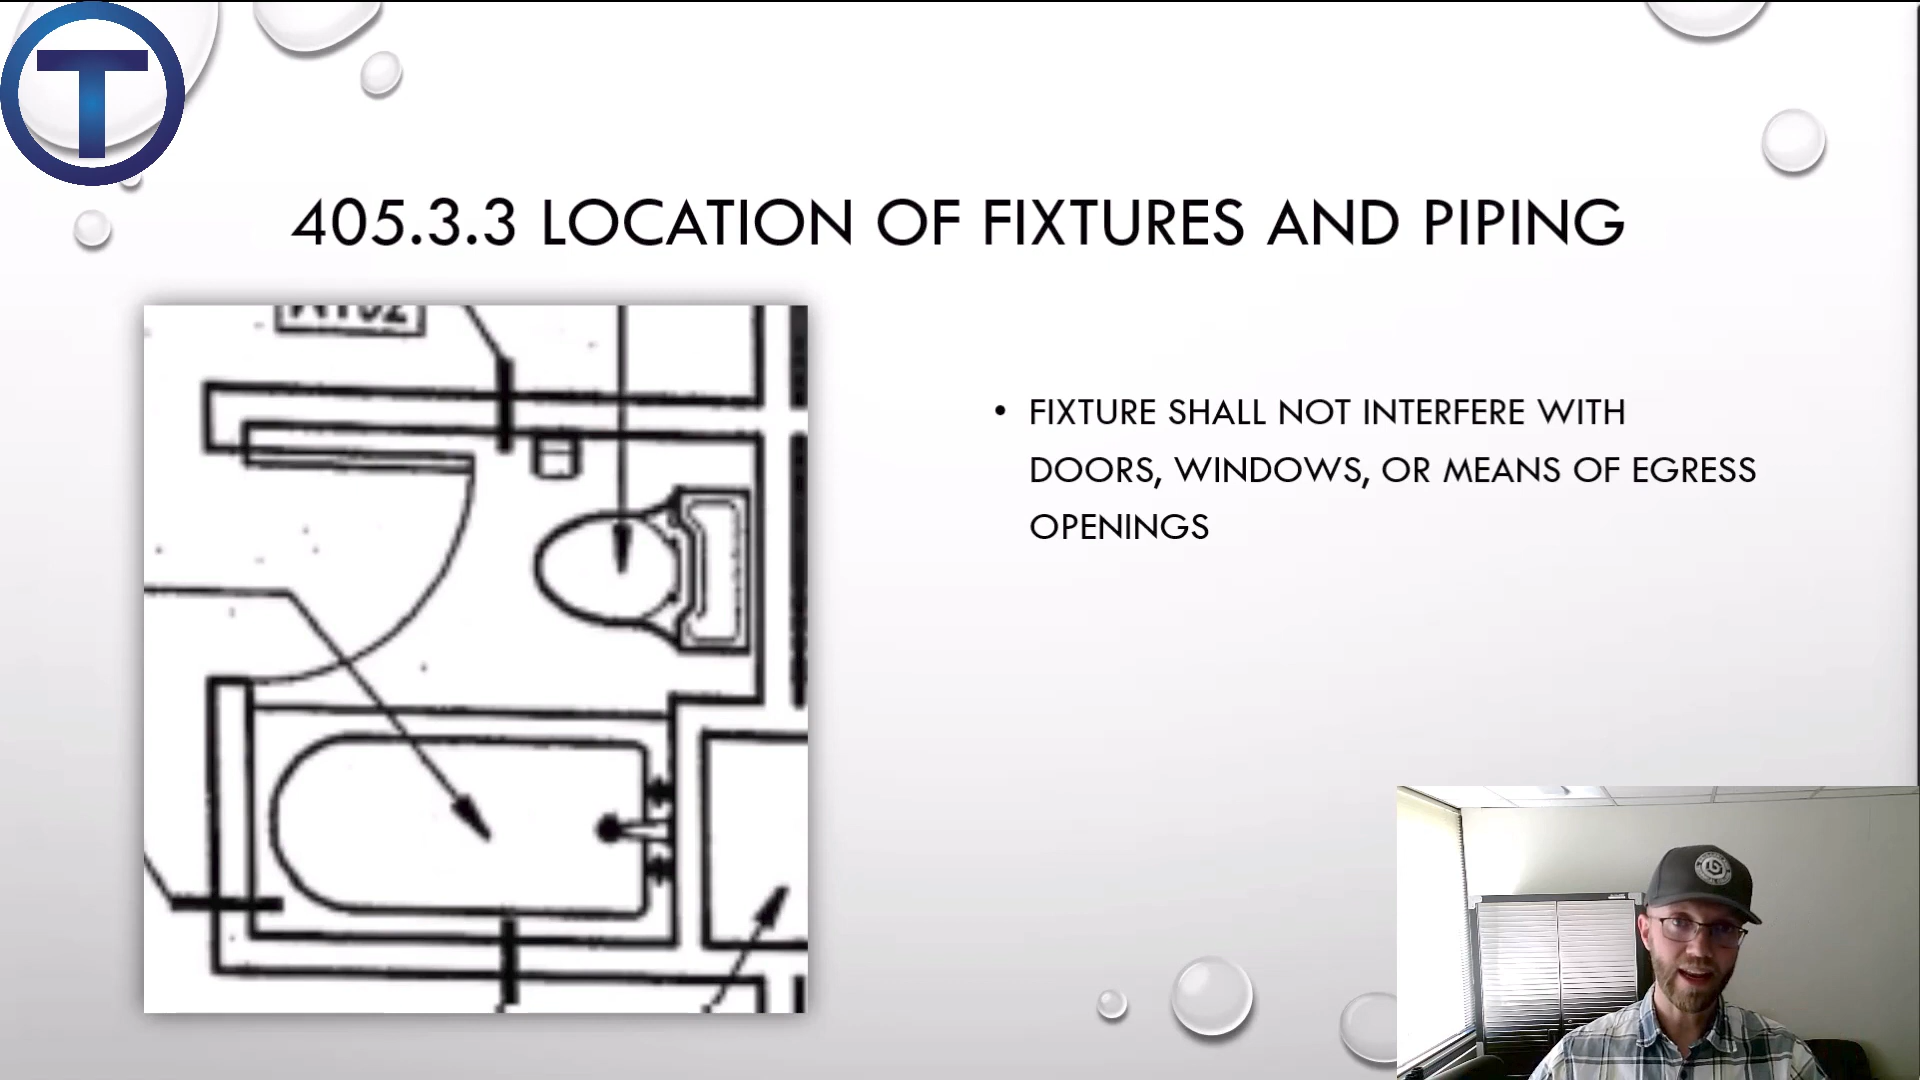 T
405.3.3 LOCATION OF FIXTURES AND PIPING
• FIXTURE SHALL NOT INTERFERE WITH
DOORS, WINDOWS, OR MEANS OF EGRESS
OPENINGS